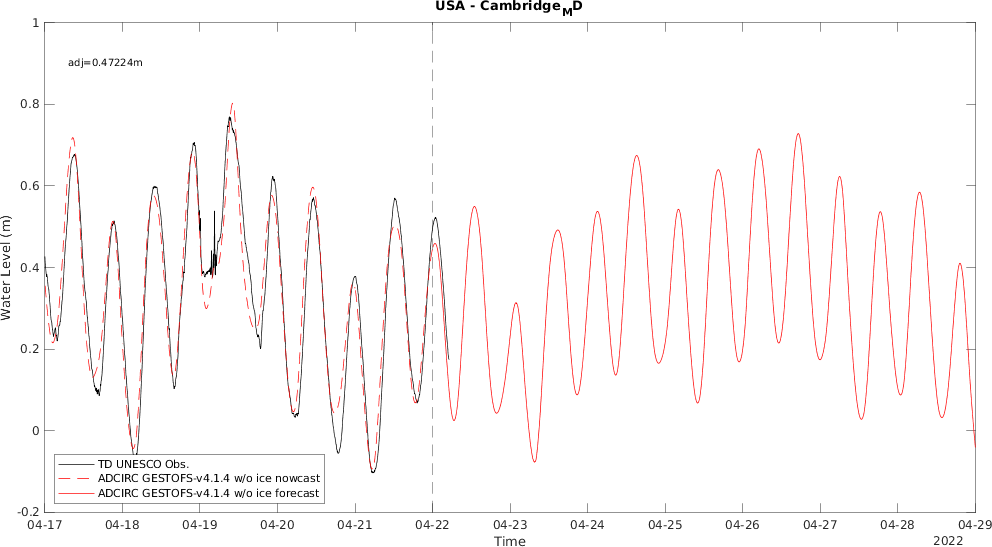 USA - Cambridge_MD
adj=0.47224m
Water Level (m)
1
0.8
0.6
0.4
0.2
0
-0.2
TD UNESCO Obs.
ADCIRC GESTOFS-v4.1.4 w/o ice nowcast
ADCIRC GESTOFS-v4.1.4 w/o ice forecast
04-17 04-18 04-19 04-20 04-21 04-22 04-23 04-24 04-25 04-26 04-27 04-28 04-29
Time
2022